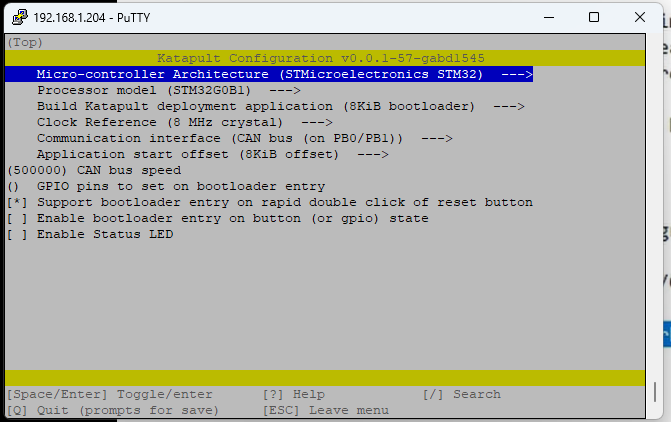 192.168.1.204 - PuTTY
(Top)
Katapult Configuration v0.0.1-57-gabd1545
Micro-controller Architecture (STMicroelectronics STM32)  --->
Processor model (STM32G0B1)  --->
Build Katapult deployment application (8KiB bootloader)  --->
Clock Reference (8 MHz crystal)  --->
Communication interface (CAN bus (on PB0/PB1))  --->
Application start offset (8KiB offset)  --->
(500000) CAN bus speed
()  GPIO pins to set on bootloader entry
[*] Support bootloader entry on rapid double click of reset button
[ ] Enable bootloader entry on button (or gpio) state
[ ] Enable Status LED
[Space/Enter] Toggle/enter      [?] Help      [/] Search
[Q] Quit (prompts for save)     [ESC] Leave menu